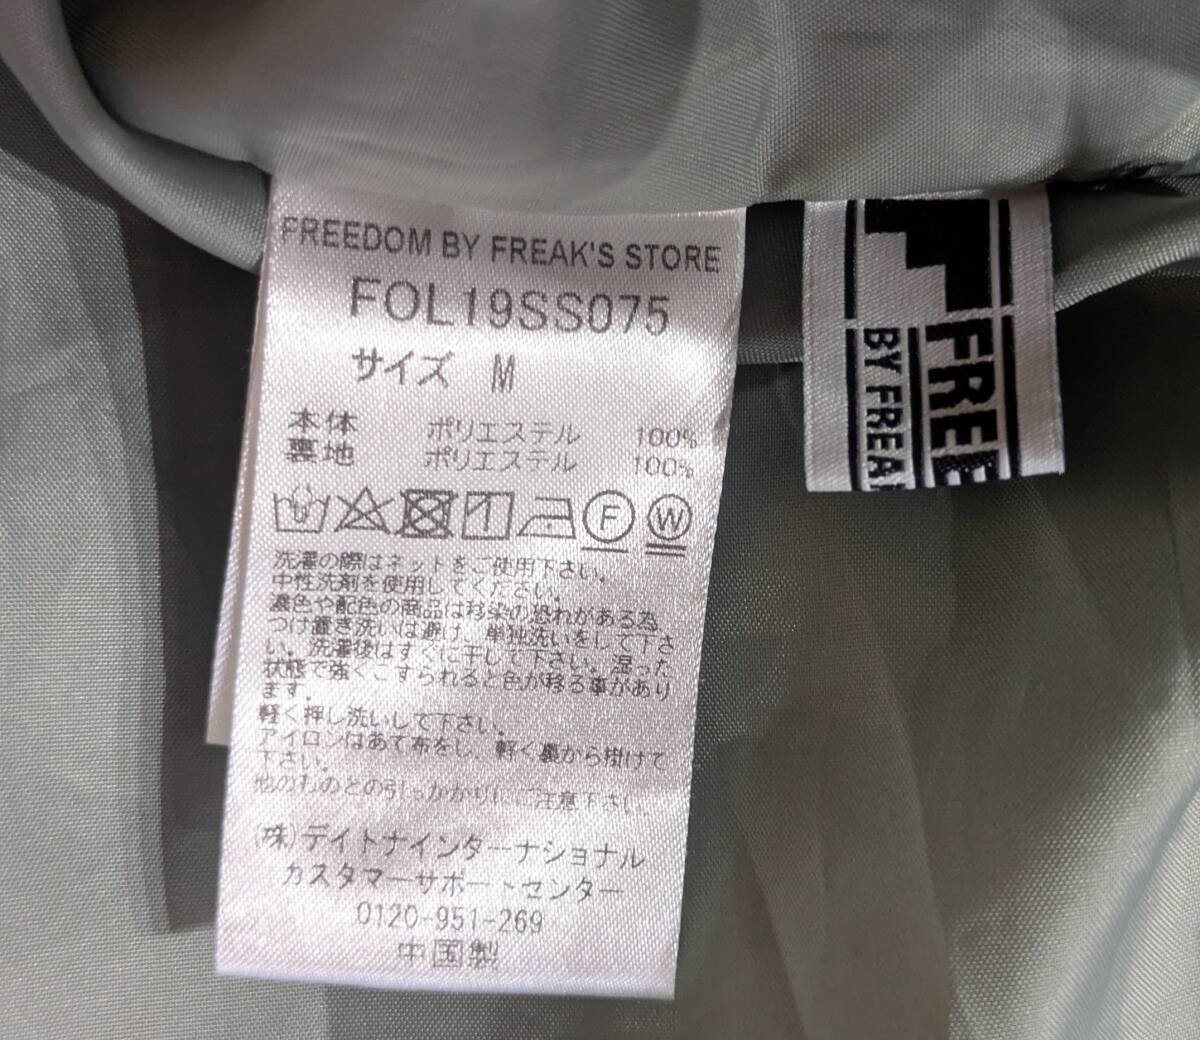 FREEDOM BY FREAK'S STORE
FOL19SS075
サイズ M
本体 ポリエステル 100%
裏地 ポリエステル 100%
F W
洗濯の際はネットをご使用下さい。
中性洗剤を使用してください。
濃色や配色の商品は移染の恐れがある為
つけ置き洗いは避け、単独洗いをして下さ
い。洗濯後はすぐに干して下さい。湿った
状態で強くこすられると色が移る事があり
ます。
軽く押し洗いして下さい。
アイロンはあて布をし、軽く裏から掛けて
下さい。
他のものとの引っかかりにご注意下さい。
(株)デイトナインターナショナル
カスタマーサポートセンター
0120-951-269
中国製
FREE
BY FREA